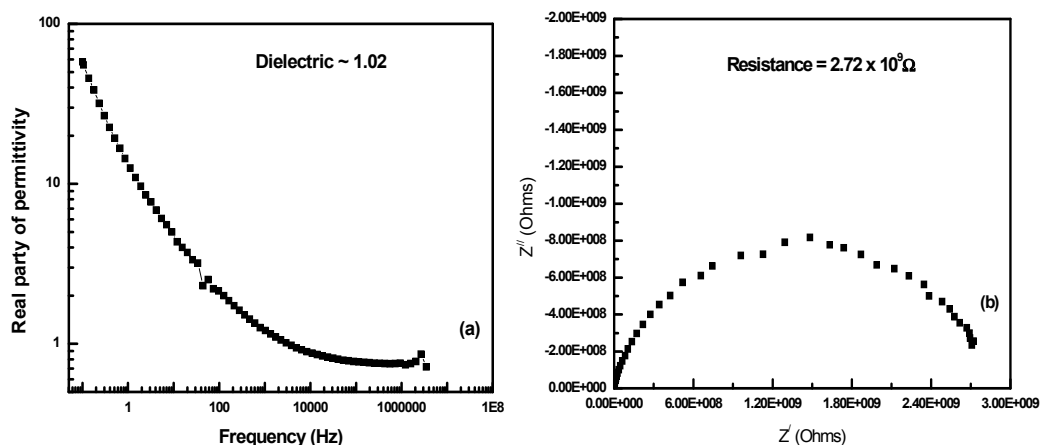 100
10
1
Dielectric ~ 1.02
Real party of permittivity
(a)
1
100
10000
1000000
1E8
Frequency (Hz)
-2.00E+009
-1.80E+009
-1.60E+009
-1.40E+009
-1.20E+009
-1.00E+009
-8.00E+008
-6.00E+008
-4.00E+008
-2.00E+008
0.00E+000
Resistance = 2.72 x 10⁹Ω
Z// (Ohms)
(b)
0.00E+000
6.00E+008
1.20E+009
1.80E+009
2.40E+009
3.00E+009
Z/ (Ohms)